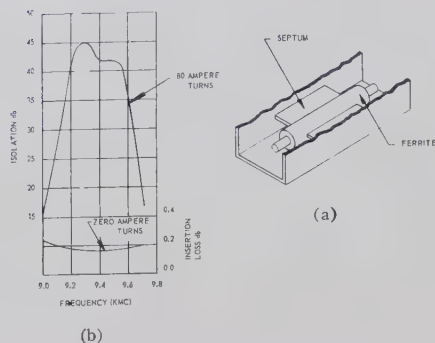 50
45
40
35
30
25
20
15
ISOLATION db
80 AMPERE
TURNS
ZERO AMPERE
TURNS
0.4
0.2
0.0
INSERTION
LOSS db
9.0 9.2 9.4 9.6 9.8
FREQUENCY (KMC)
(b)
SEPTUM
FERRITE
(a)